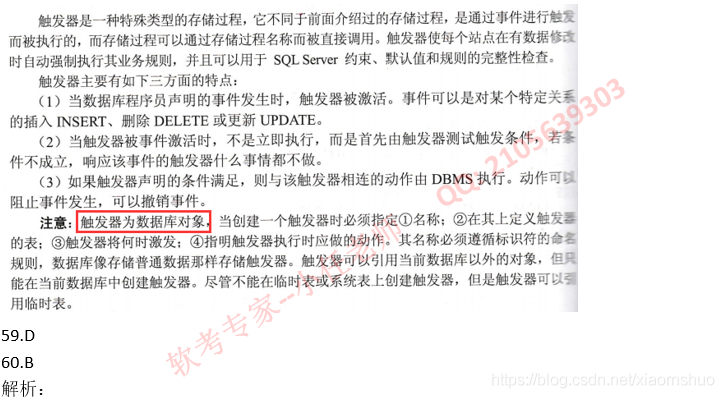 触发器是一种特殊类型的存储过程，它不同于前面介绍过的存储过程，是通过事件进行触发
而被执行的，而存储过程可以通过存储过程名称而被直接调用。触发器使每个站点在有数据修改
时自动强制执行其业务规则，并且可以用于 SQL Server 约束、默认值和规则的完整性检查。
触发器主要有如下三方面的特点：
（1）当数据库程序员声明的事件发生时，触发器被激活。事件可以是对某个特定关系
的插入 INSERT、删除 DELETE 或更新 UPDATE。
（2）当触发器被事件激活时，不是立即执行，而是首先由触发器测试触发条件，若条
件不成立，响应该事件的触发器什么事情都不做。
（3）如果触发器声明的条件满足，则与该触发器相连的动作由 DBMS 执行。动作可以
阻止事件发生，可以撤销事件。
注意：触发器为数据库对象，当创建一个触发器时必须指定①名称；②在其上定义触发器
的表；③触发器将何时激发；④指明触发器执行时应做的动作。其名称必须遵循标识符的命名
规则，数据库像存储普通数据那样存储触发器。触发器可以引用当前数据库以外的对象，但只
能在当前数据库中创建触发器。尽管不能在临时表或系统表上创建触发器，但是触发器可以引
用临时表。
软考专家--小任老师 QQ: 2105639303
59.D
60.B
解析：
https://blog.csdn.net/xiaomshuo